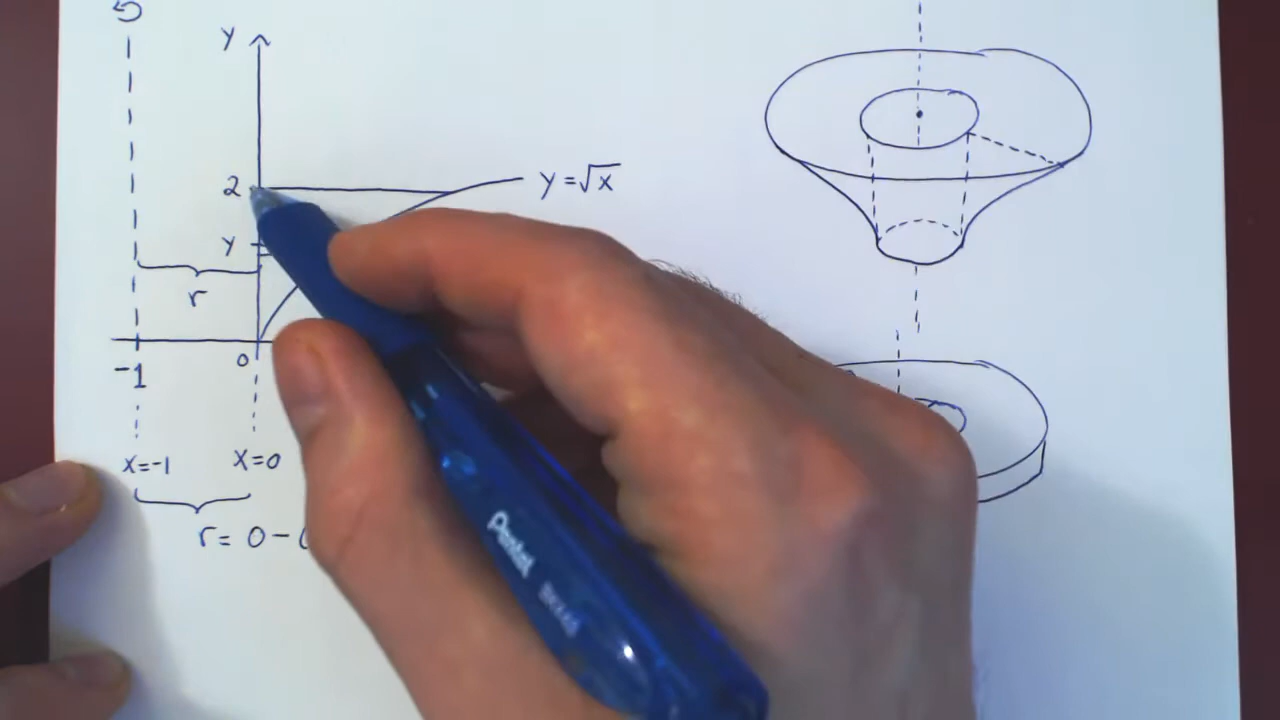 y
2
y = √x
y
r
0
-1
x=-1 x=0
r= 0 - (
Pentel